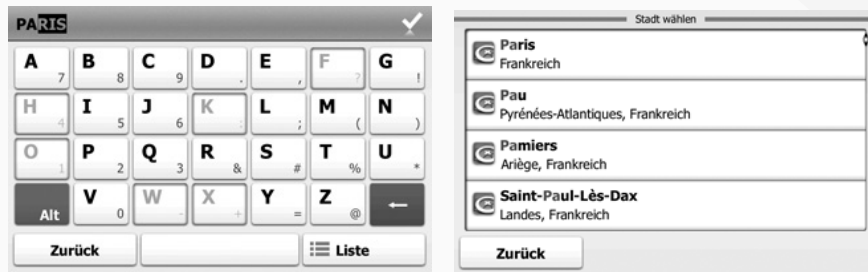 PARIS
A 7 B 8 C 9 D . E , F ? G !
H 4 I 5 J 6 K : L ; M ( N )
O 1 P 2 Q 3 R & S # T % U *
Alt V 0 W - X + Y = Z @ ←
Zurück Liste
Stadt wählen
Paris
Frankreich
Pau
Pyrénées-Atlantiques, Frankreich
Pamiers
Ariège, Frankreich
Saint-Paul-Lès-Dax
Landes, Frankreich
Zurück